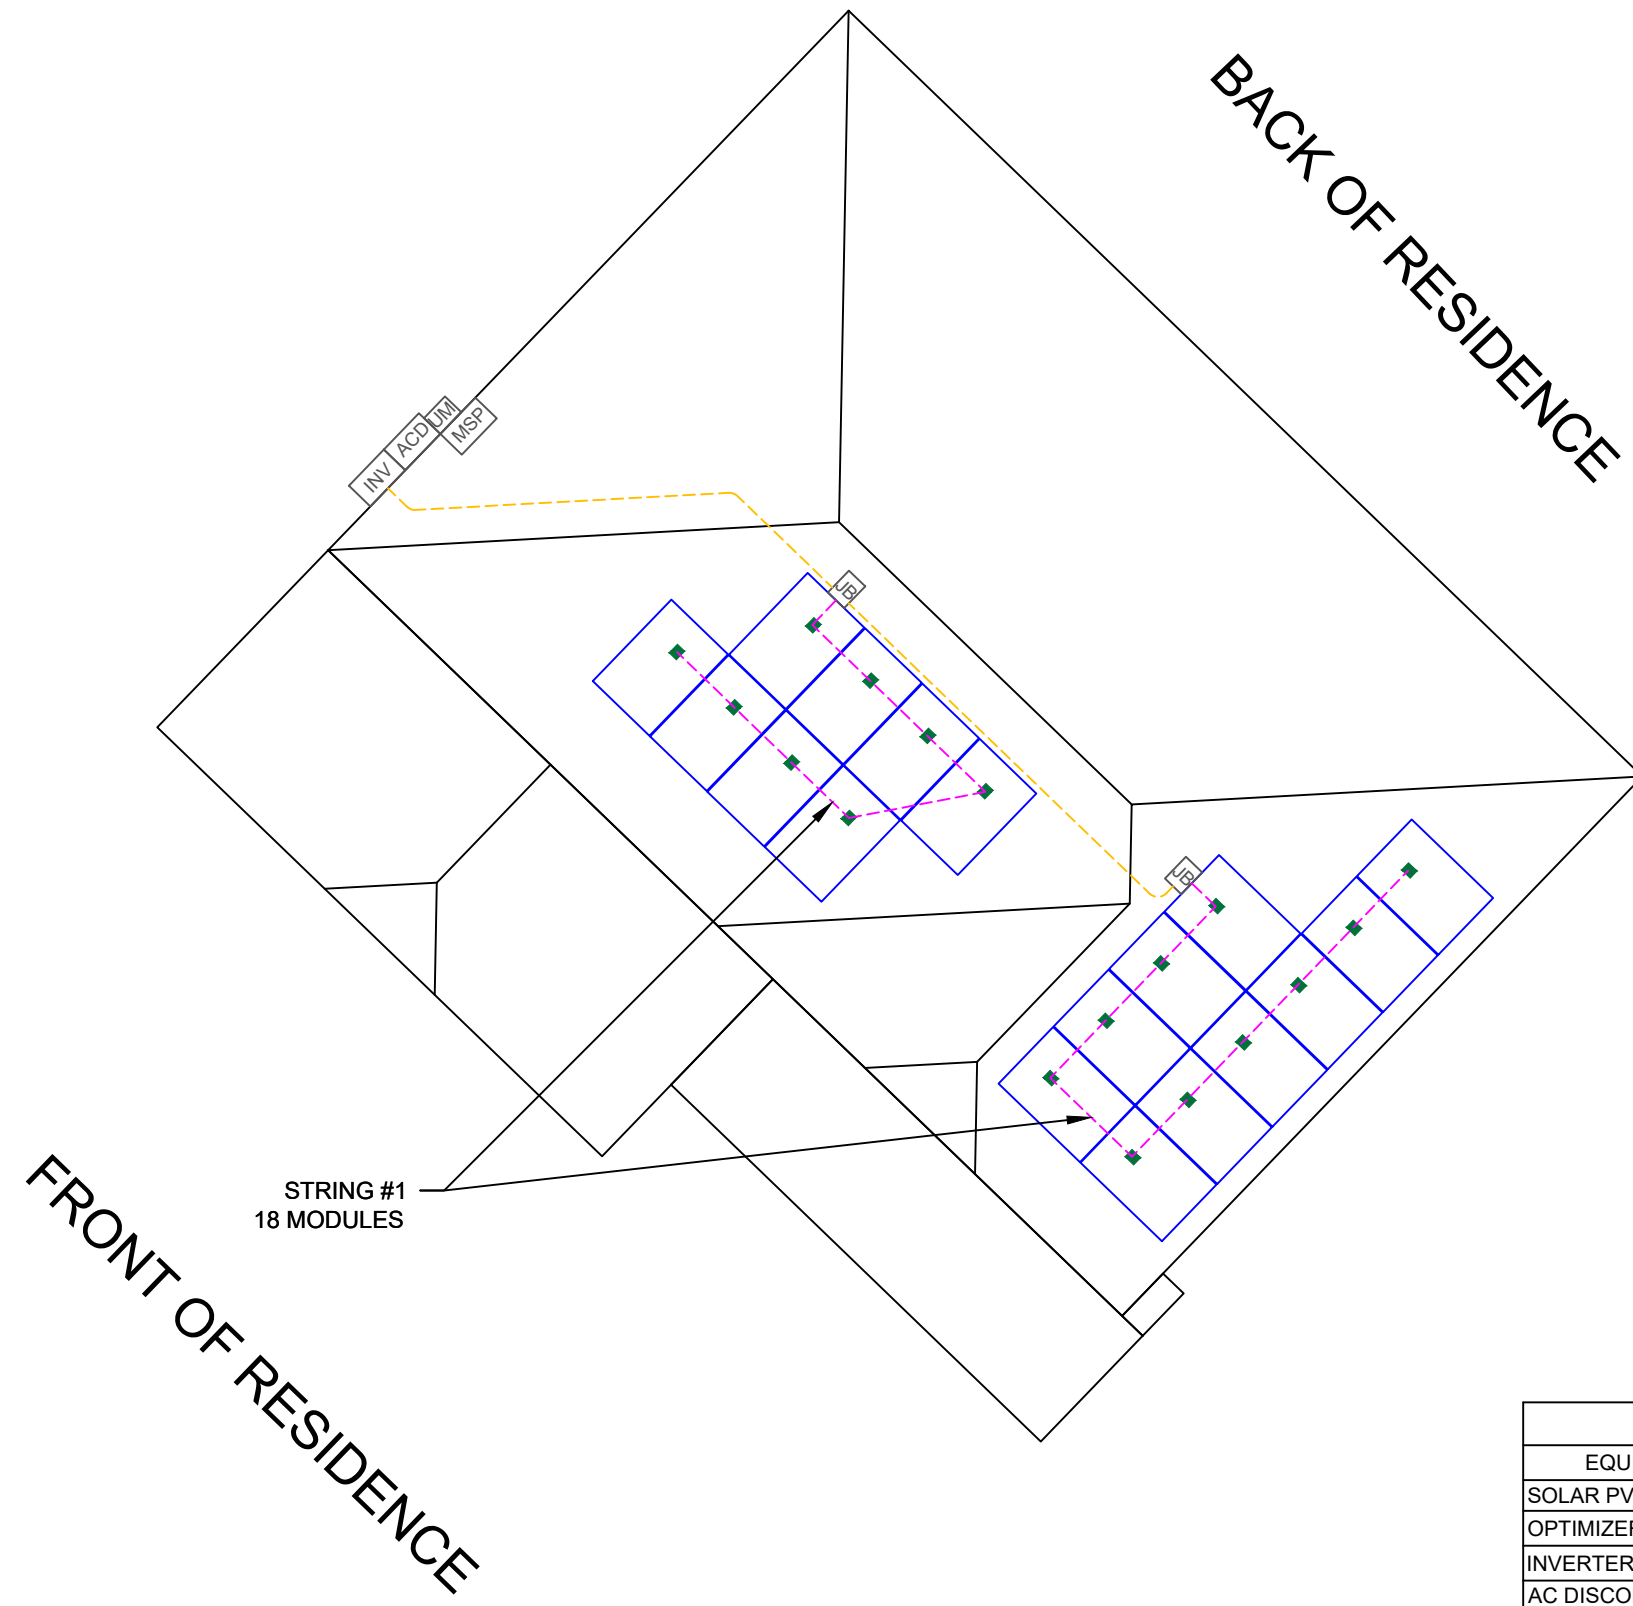 BACK OF RESIDENCE
UM
ACD
MSP
INV
JB
JB
STRING #1
18 MODULES
FRONT OF RESIDENCE
EQU
SOLAR PV
OPTIMIZER
INVERTER
AC DISCO